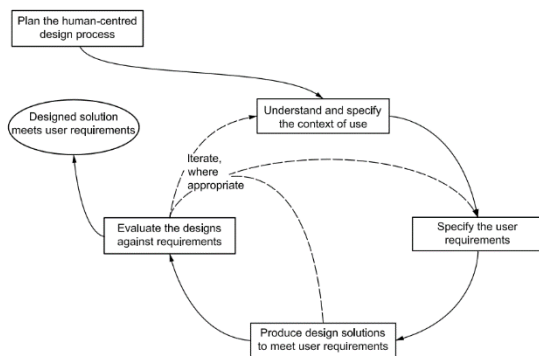 Plan the human-centred
design process
Designed solution
meets user requirements
Understand and specify
the context of use
Iterate,
where
appropriate
Evaluate the designs
against requirements
Specify the user
requirements
Produce design solutions
to meet user requirements